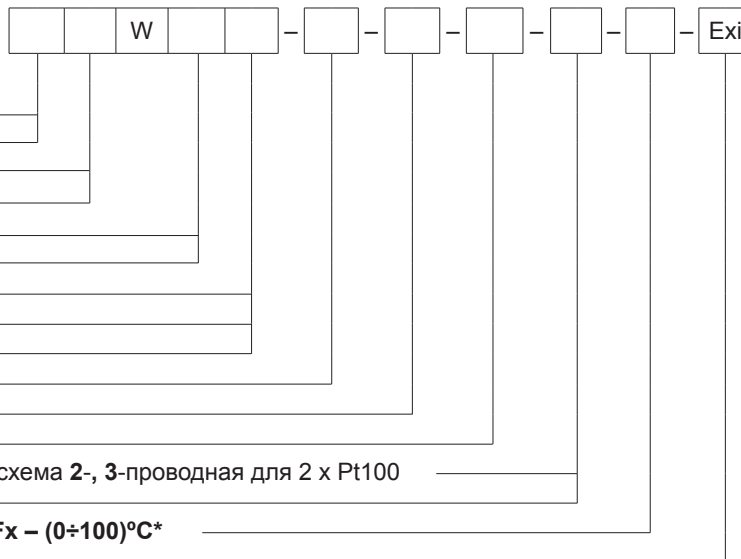 W – – – – – – Exi
схема 2-, 3-проводная для 2 x Pt100
Fx – (0÷100)ºC*